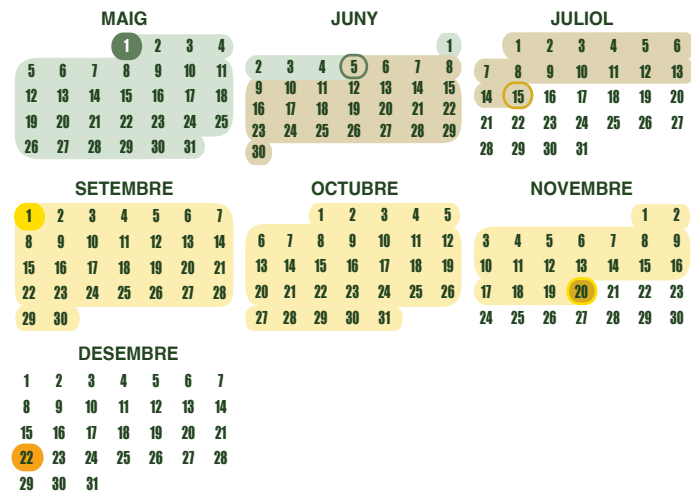 MAIG
1 2 3 4
5 6 7 8 9 10 11
12 13 14 15 16 17 18
19 20 21 22 23 24 25
26 27 28 29 30 31
JUNY
1
2 3 4 5 6 7 8
9 10 11 12 13 14 15
16 17 18 19 20 21 22
23 24 25 26 27 28 29
30
JULIOL
1 2 3 4 5 6
7 8 9 10 11 12 13
14 15 16 17 18 19 20
21 22 23 24 25 26 27
28 29 30 31
SETEMBRE
1 2 3 4 5 6 7
8 9 10 11 12 13 14
15 16 17 18 19 20 21
22 23 24 25 26 27 28
29 30
OCTUBRE
1 2 3 4 5
6 7 8 9 10 11 12
13 14 15 16 17 18 19
20 21 22 23 24 25 26
27 28 29 30 31
NOVEMBRE
1 2
3 4 5 6 7 8 9
10 11 12 13 14 15 16
17 18 19 20 21 22 23
24 25 26 27 28 29 30
DESEMBRE
1 2 3 4 5 6 7
8 9 10 11 12 13 14
15 16 17 18 19 20 21
22 23 24 25 26 27 28
29 30 31